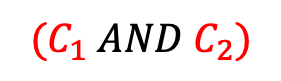 (C₁ AND C₂)